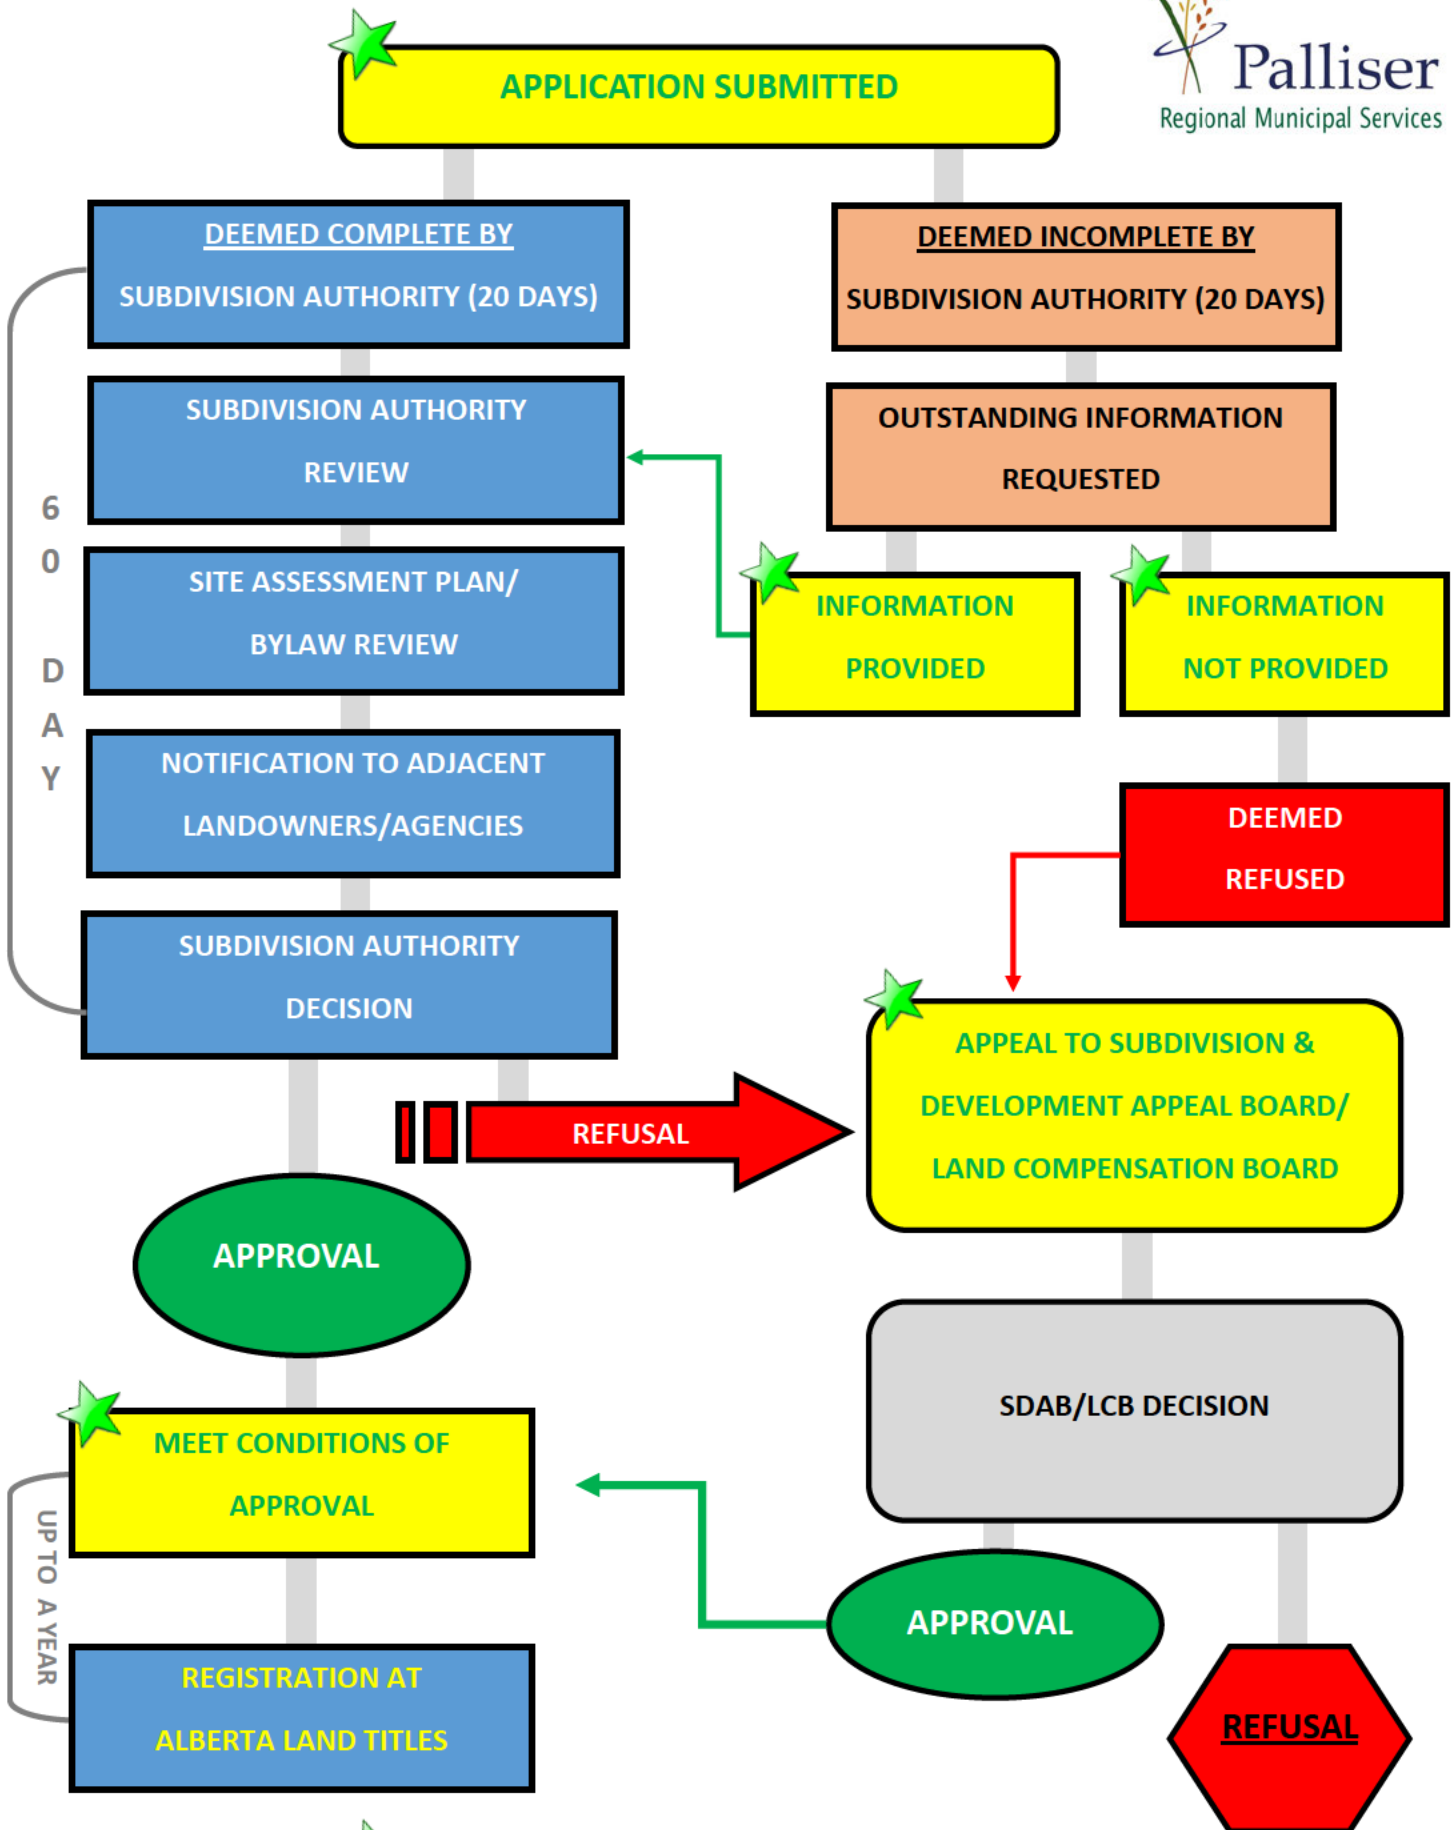 Palliser
Regional Municipal Services
APPLICATION SUBMITTED
DEEMED COMPLETE BY
SUBDIVISION AUTHORITY (20 DAYS)
DEEMED INCOMPLETE BY
SUBDIVISION AUTHORITY (20 DAYS)
SUBDIVISION AUTHORITY
REVIEW
OUTSTANDING INFORMATION
REQUESTED
60 DAY
SITE ASSESSMENT PLAN/
BYLAW REVIEW
INFORMATION
PROVIDED
INFORMATION
NOT PROVIDED
NOTIFICATION TO ADJACENT
LANDOWNERS/AGENCIES
DEEMED
REFUSED
SUBDIVISION AUTHORITY
DECISION
APPEAL TO SUBDIVISION &
DEVELOPMENT APPEAL BOARD/
LAND COMPENSATION BOARD
REFUSAL
APPROVAL
SDAB/LCB DECISION
MEET CONDITIONS OF
APPROVAL
UP TO A YEAR
APPROVAL
REGISTRATION AT
ALBERTA LAND TITLES
REFUSAL